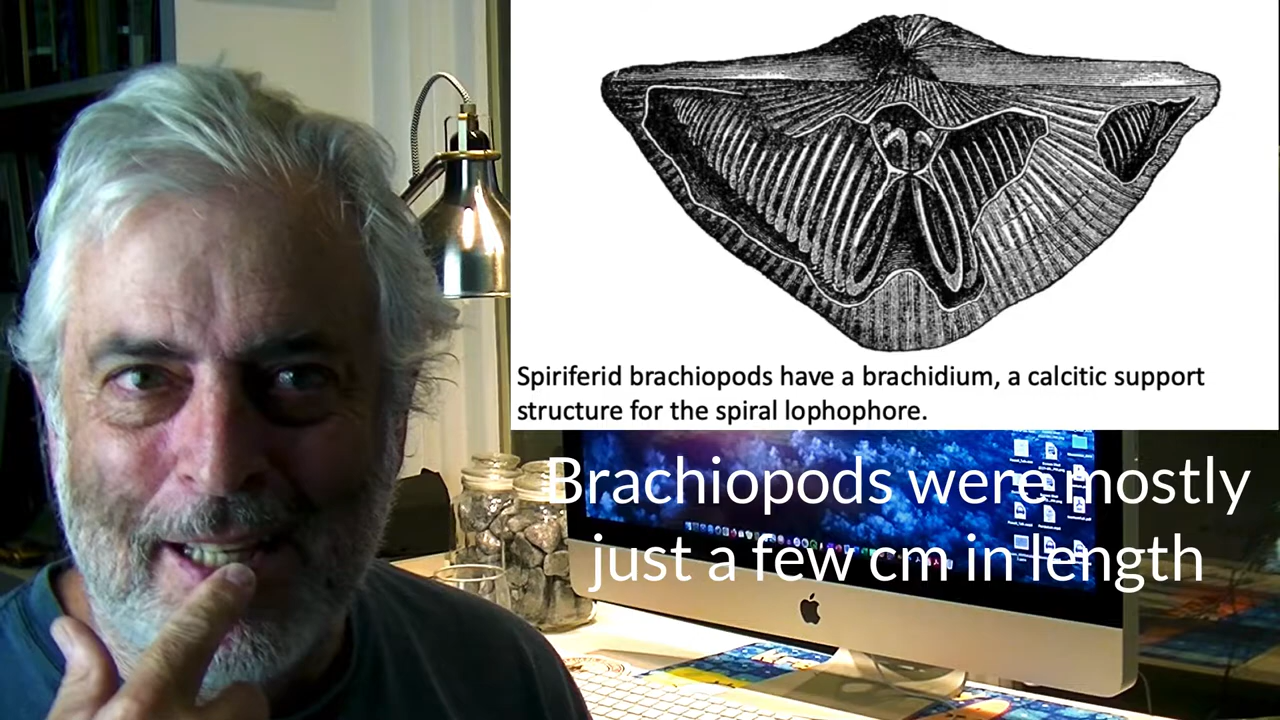 Spiriferid brachiopods have a brachidium, a calcitic support
structure for the spiral lophophore.
Brachiopods were mostly
just a few cm in length